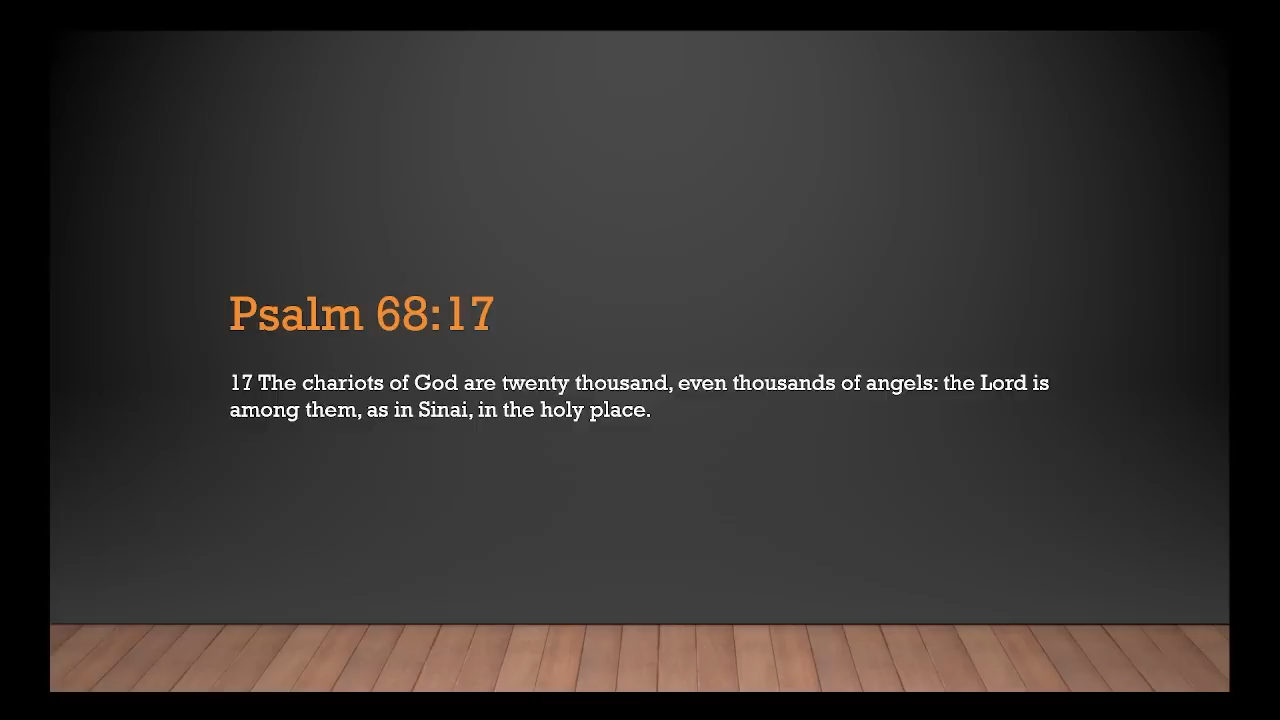 Psalm 68:17
17 The chariots of God are twenty thousand, even thousands of angels: the Lord is
among them, as in Sinai, in the holy place.